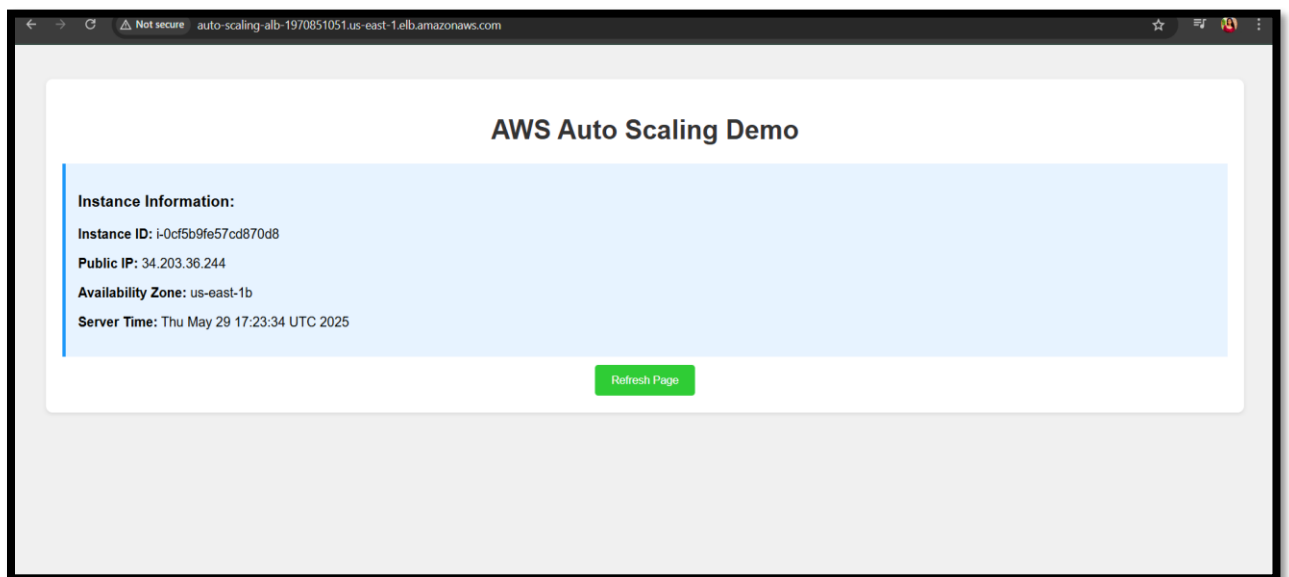 Not secure auto-scaling-alb-1970851051.us-east-1.elb.amazonaws.com
AWS Auto Scaling Demo
Instance Information:
Instance ID: i-0cf5b9fe57cd870d8
Public IP: 34.203.36.244
Availability Zone: us-east-1b
Server Time: Thu May 29 17:23:34 UTC 2025
Refresh Page